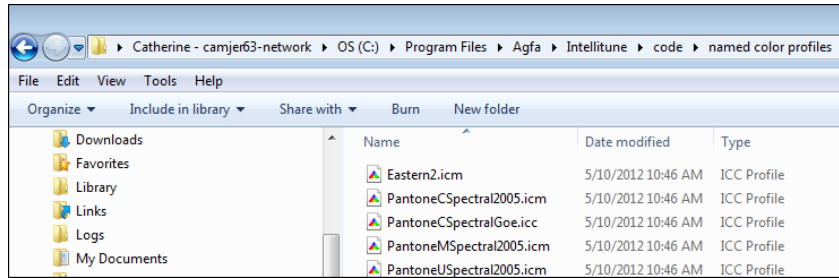 Catherine - camjer63-network ▸ OS (C:) ▸ Program Files ▸ Agfa ▸ Intellitune ▸ code ▸ named color profiles
File Edit View Tools Help
Organize Include in library Share with Burn New folder
Downloads
Favorites
Library
Links
Logs
My Documents
Name Date modified Type
Eastern2.icm 5/10/2012 10:46 AM ICC Profile
PantoneCSpectral2005.icm 5/10/2012 10:46 AM ICC Profile
PantoneCSpectralGoe.icc 5/10/2012 10:46 AM ICC Profile
PantoneMSpectral2005.icm 5/10/2012 10:46 AM ICC Profile
PantoneUSpectral2005.icm 5/10/2012 10:46 AM ICC Profile